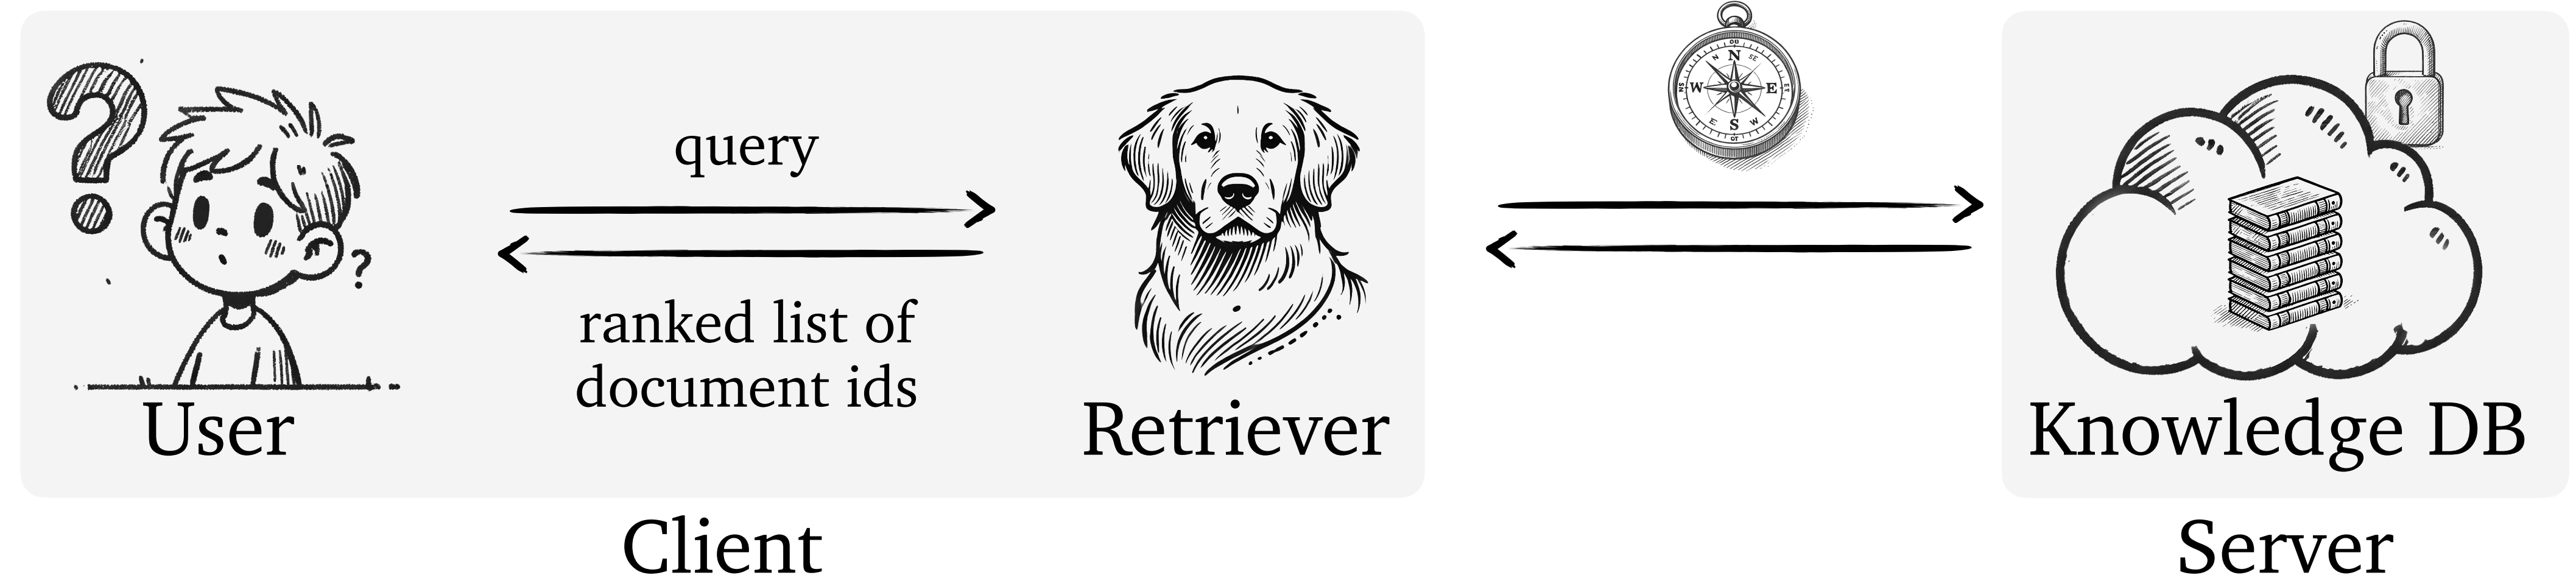 ?
?
query
ranked list of
document ids
User
Retriever
Client
N
W
E
S
Knowledge DB
Server